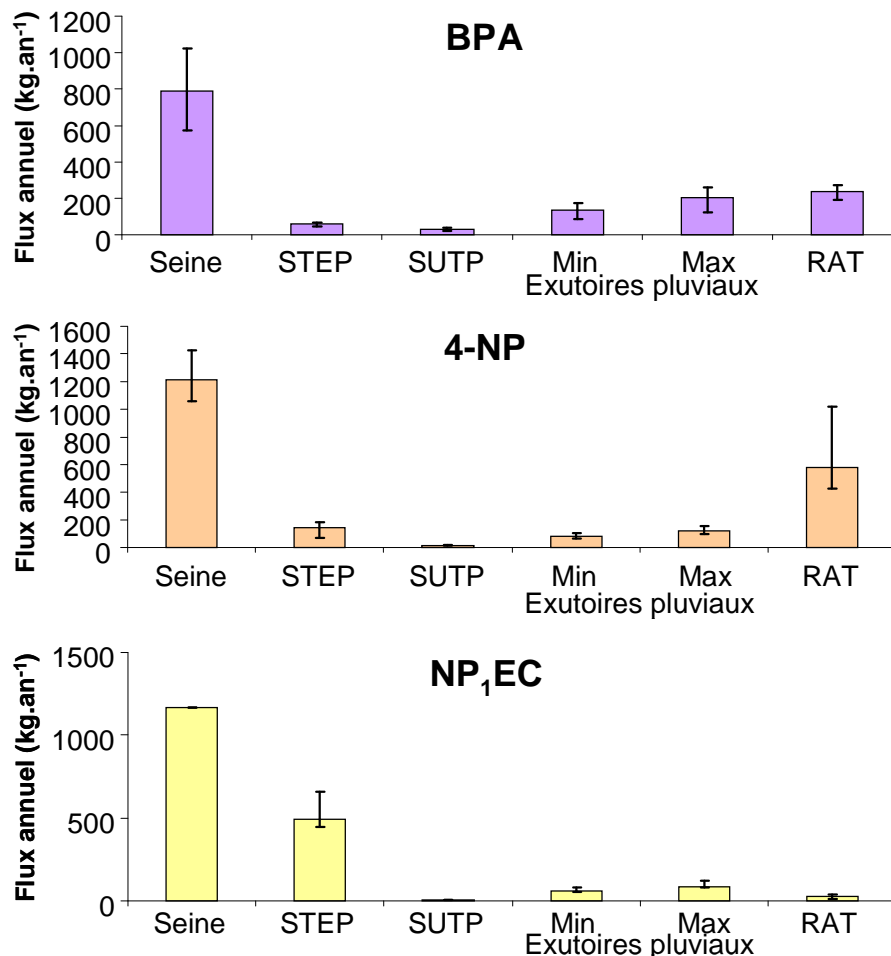 BPA
Flux annuel (kg.an⁻¹)
1200
1000
800
600
400
200
0
Seine STEP SUTP Min Max RAT
Exutoires pluviaux
4-NP
Flux annuel (kg.an⁻¹)
1600
1400
1200
1000
800
600
400
200
0
Seine STEP SUTP Min Max RAT
Exutoires pluviaux
NP₁EC
Flux annuel (kg.an⁻¹)
1500
1000
500
0
Seine STEP SUTP Min Max RAT
Exutoires pluviaux